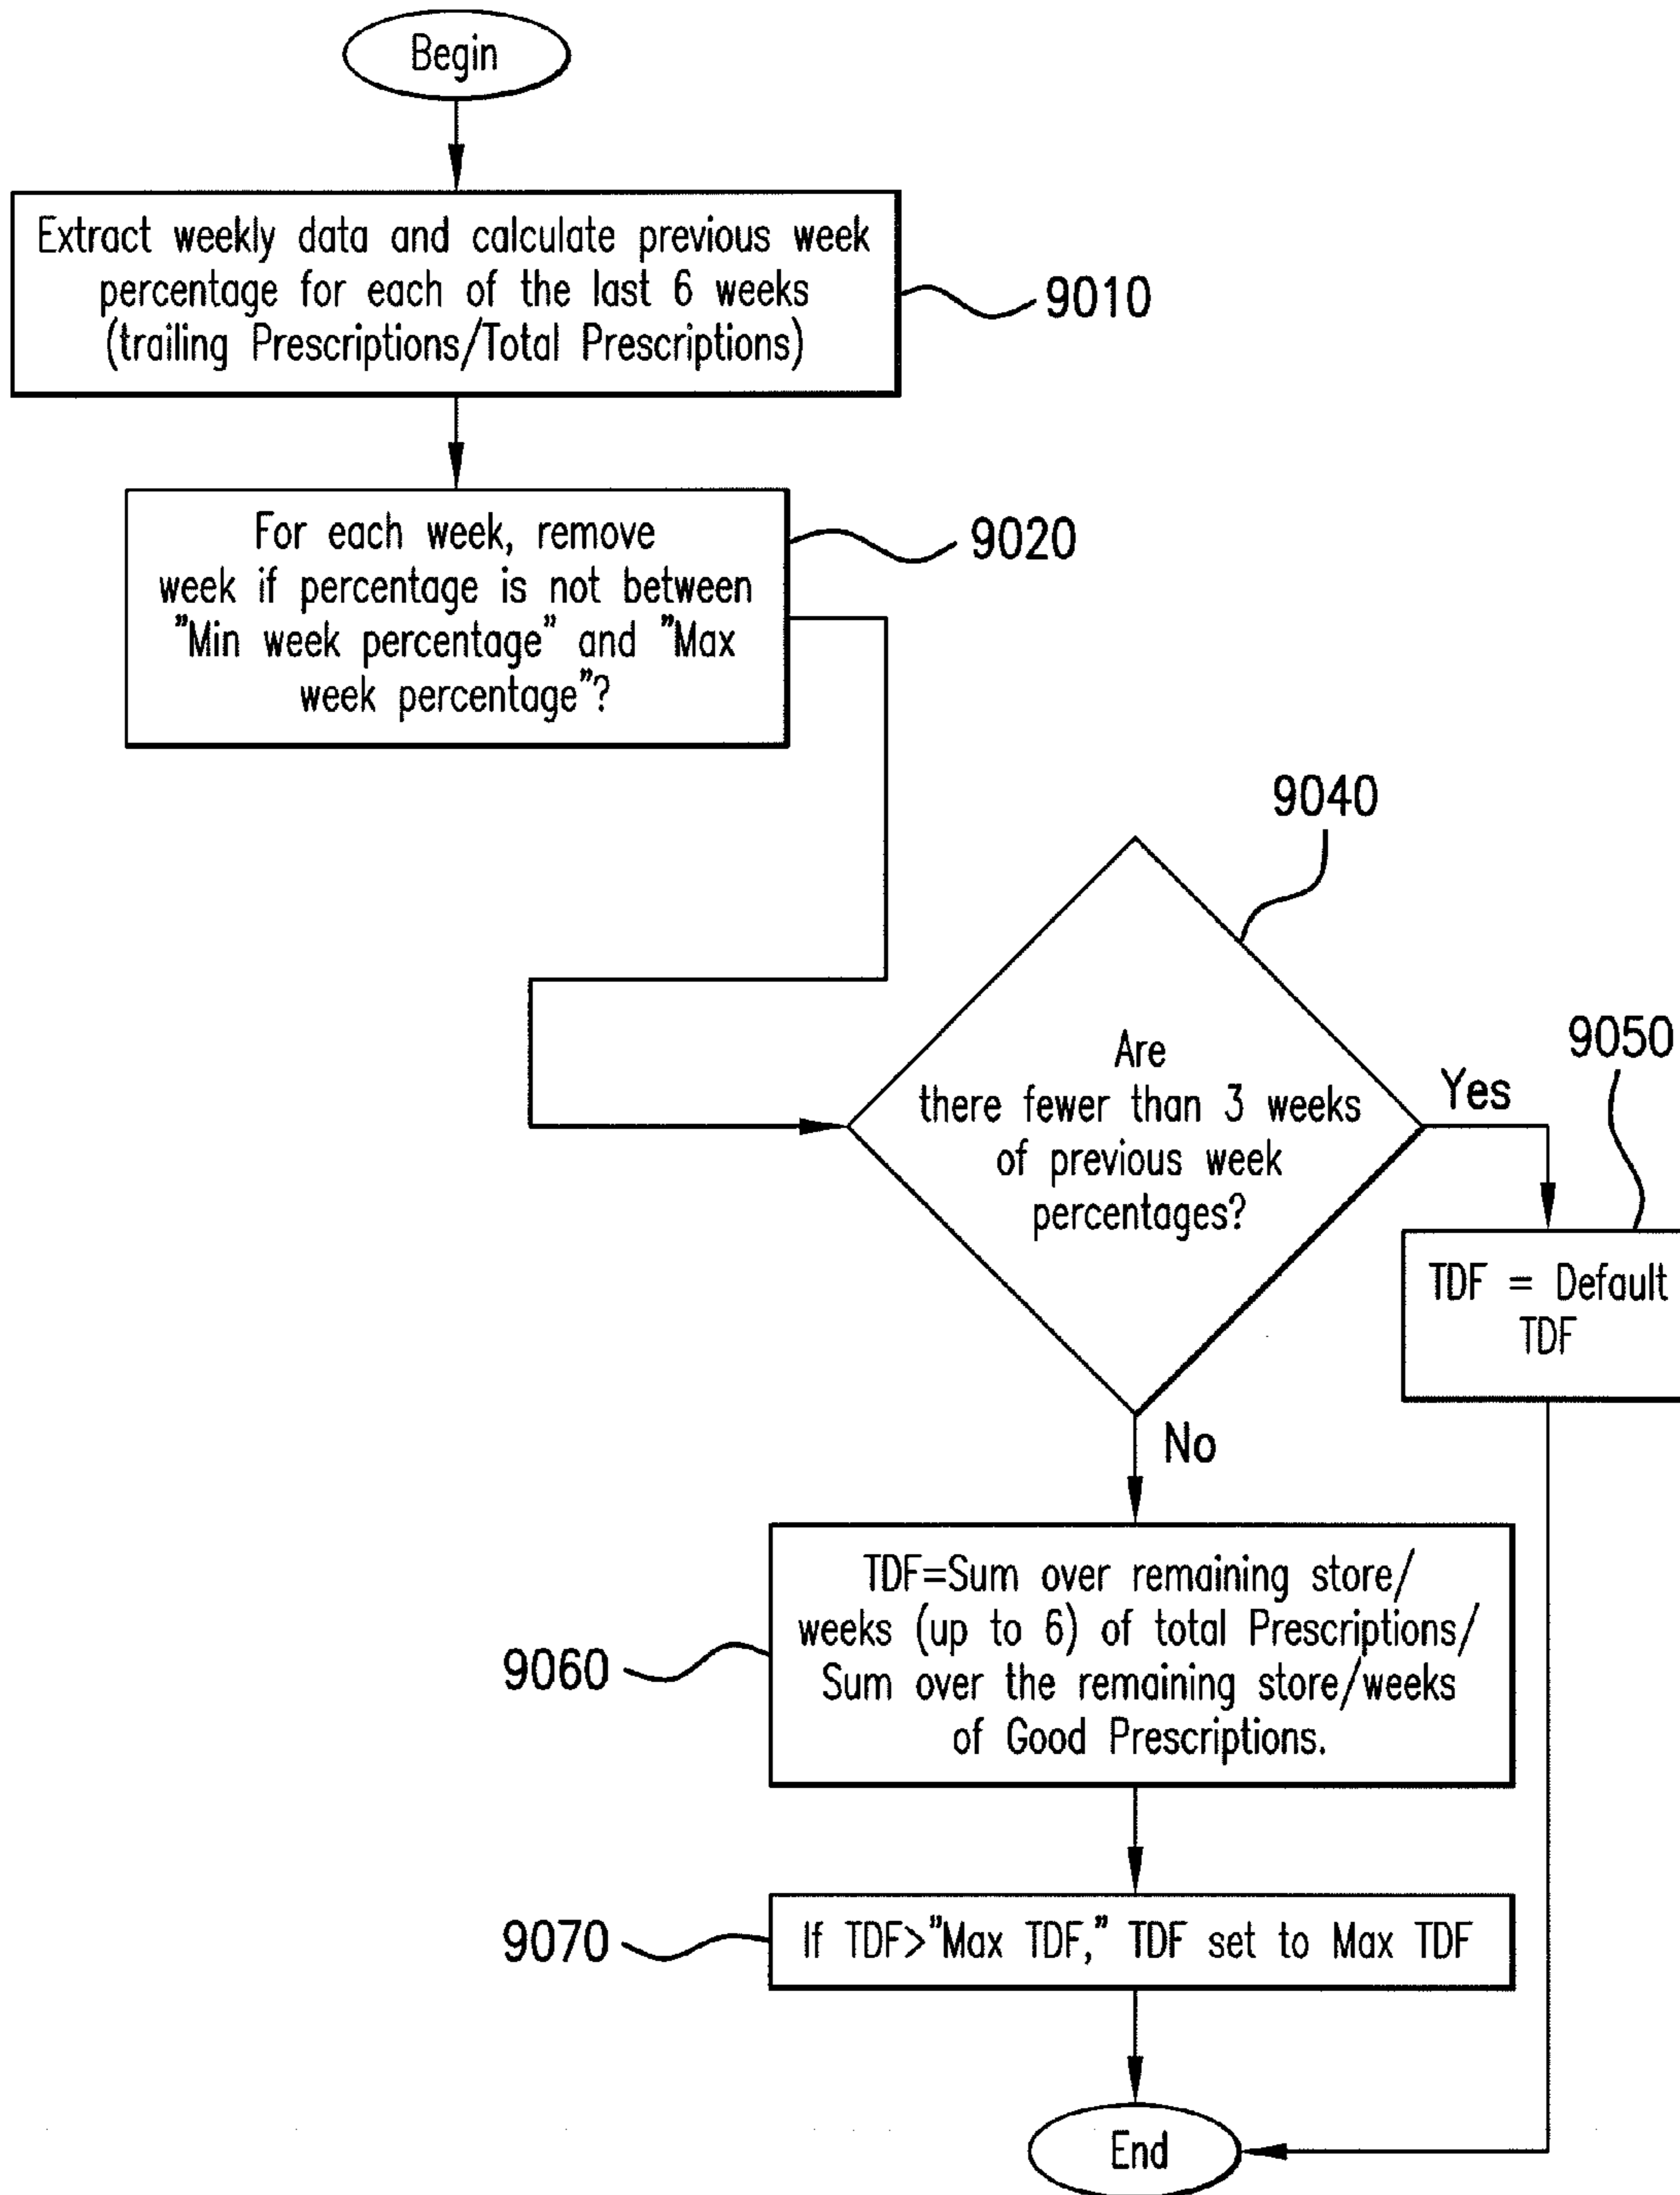 Begin
Extract weekly data and calculate previous week
percentage for each of the last 6 weeks
(trailing Prescriptions/Total Prescriptions)
9010
For each week, remove
week if percentage is not between
"Min week percentage" and "Max
week percentage"?
9020
9040
Are
there fewer than 3 weeks
of previous week
percentages?
Yes
9050
TDF = Default
TDF
No
TDF=Sum over remaining store/
weeks (up to 6) of total Prescriptions/
Sum over the remaining store/weeks
of Good Prescriptions.
9060
If TDF>"Max TDF," TDF set to Max TDF
9070
End